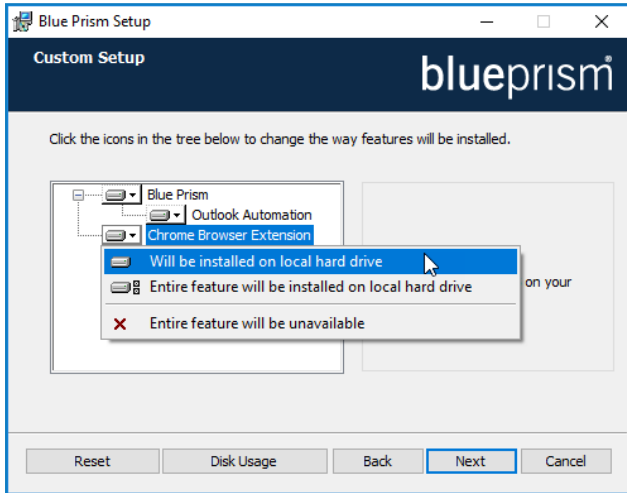 Blue Prism Setup
Custom Setup
blueprism®
Click the icons in the tree below to change the way features will be installed.
Blue Prism
Outlook Automation
Chrome Browser Extension
Will be installed on local hard drive
Entire feature will be installed on local hard drive
on your
Entire feature will be unavailable
Reset
Disk Usage
Back
Next
Cancel